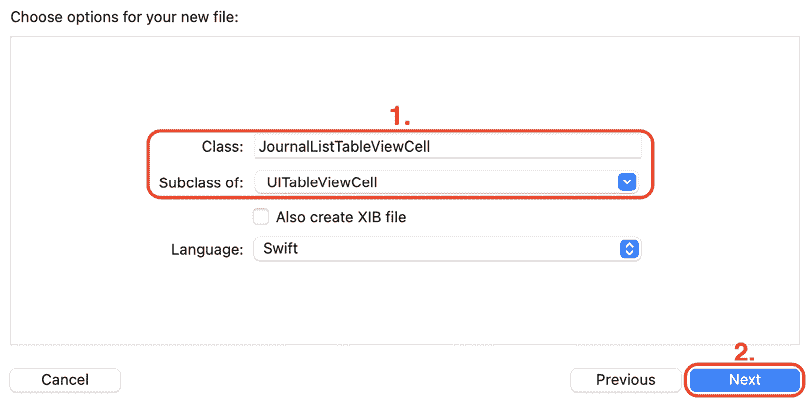 Choose options for your new file:
1.
Class: JournalListTableViewCell
Subclass of: UITableViewCell
Also create XIB file
Language: Swift
2.
Cancel Previous Next